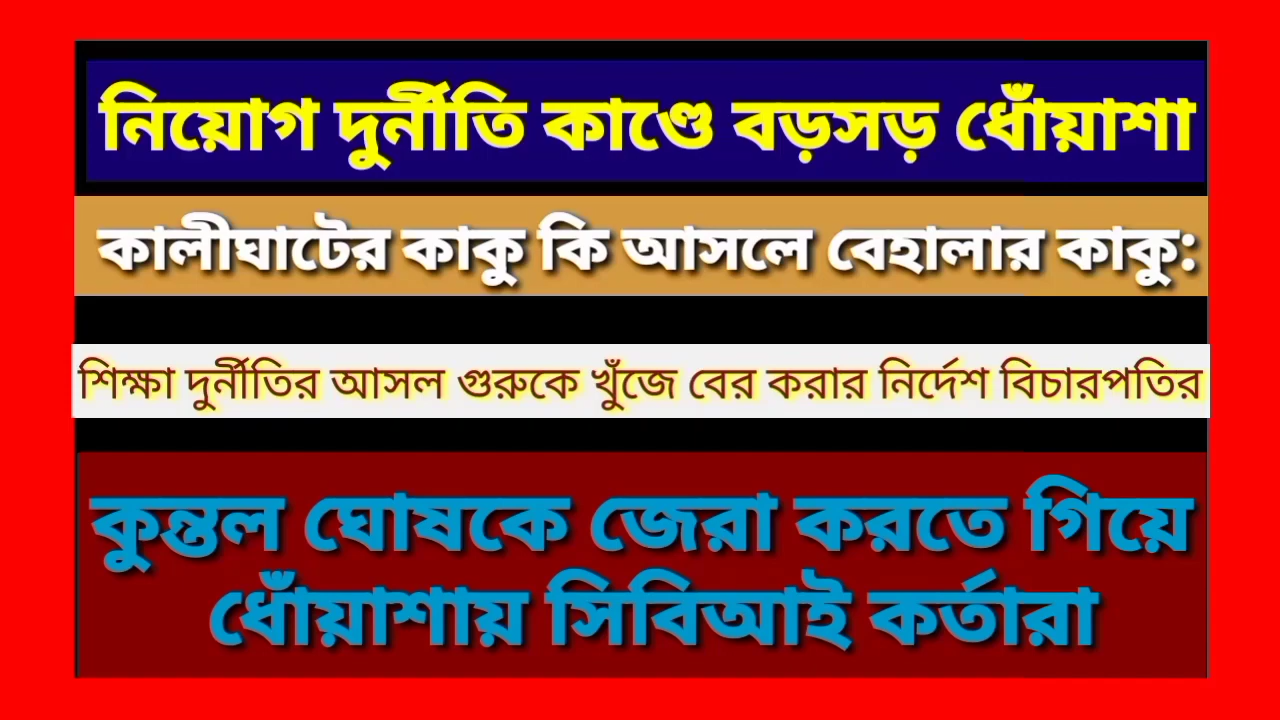 নিয়োগ দুর্নীতি কাণ্ডে বড়সড় ধোঁয়াশা
কালীঘাটের কাকু কি আসলে বেহালার কাকু:
শিক্ষা দুর্নীতির আসল গুরুকে খুঁজে বের করার নির্দেশ বিচারপতির
কুন্তল ঘোষকে জেরা করতে গিয়ে
ধোঁয়াশায় সিবিআই কর্তারা